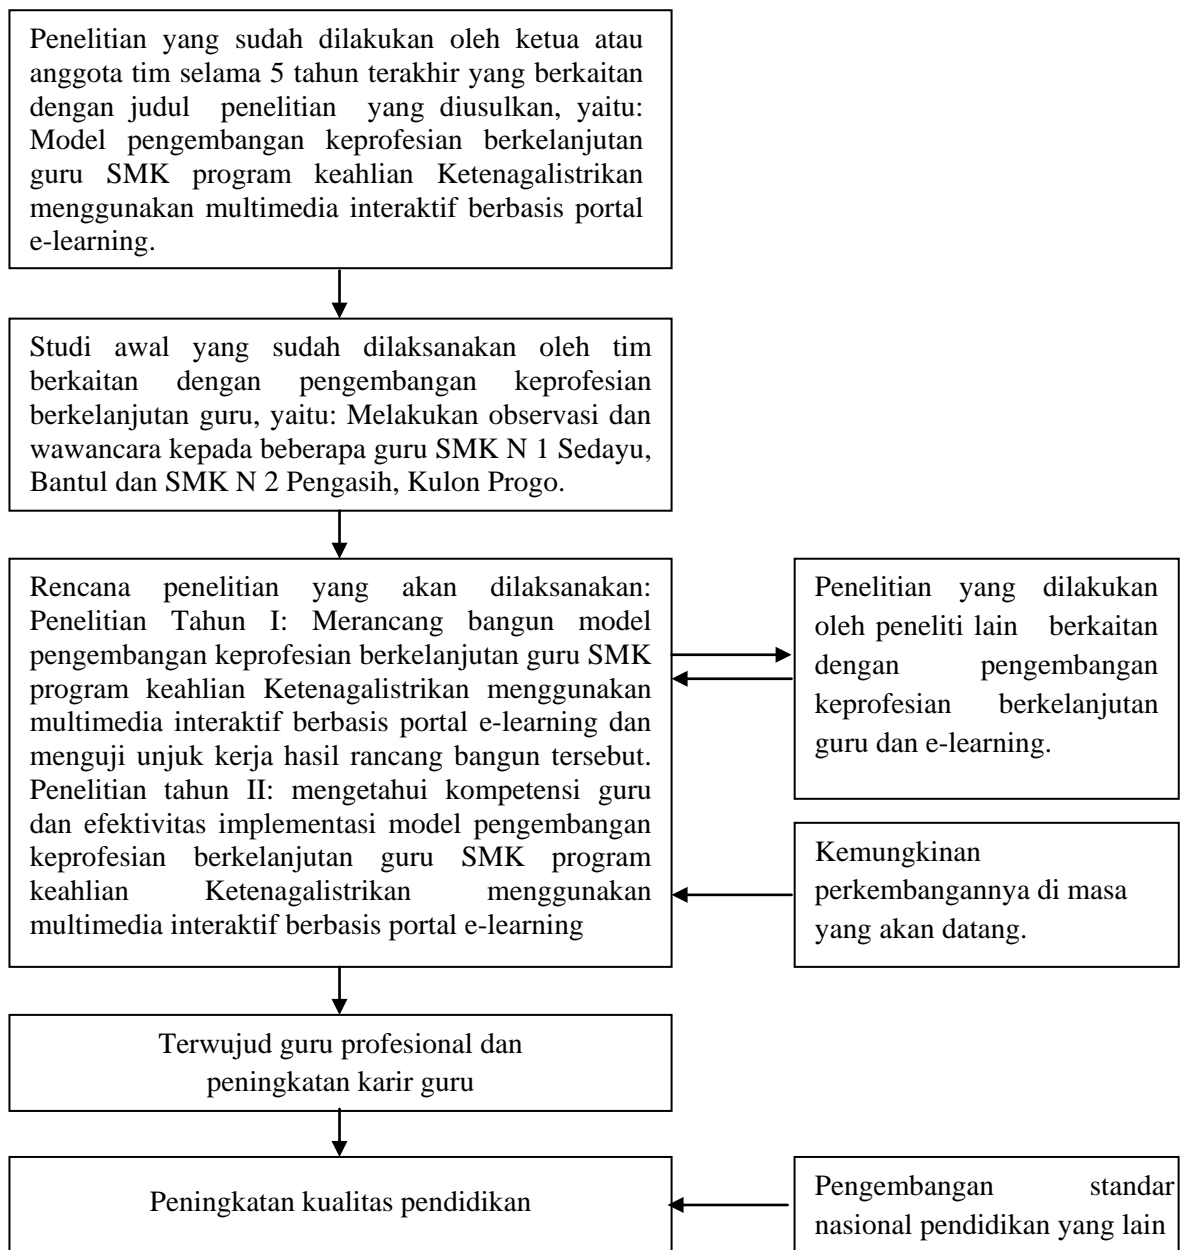 Penelitian yang sudah dilakukan oleh ketua atau
anggota tim selama 5 tahun terakhir yang berkaitan
dengan judul penelitian yang diusulkan, yaitu:
Model pengembangan keprofesian berkelanjutan
guru SMK program keahlian Ketenagalistrikan
menggunakan multimedia interaktif berbasis portal
e-learning.
Studi awal yang sudah dilaksanakan oleh tim
berkaitan dengan pengembangan keprofesian
berkelanjutan guru, yaitu: Melakukan observasi dan
wawancara kepada beberapa guru SMK N 1 Sedayu,
Bantul dan SMK N 2 Pengasih, Kulon Progo.
Rencana penelitian yang akan dilaksanakan:
Penelitian Tahun I: Merancang bangun model
pengembangan keprofesian berkelanjutan guru SMK
program keahlian Ketenagalistrikan menggunakan
multimedia interaktif berbasis portal e-learning dan
menguji unjuk kerja hasil rancang bangun tersebut.
Penelitian tahun II: mengetahui kompetensi guru
dan efektivitas implementasi model pengembangan
keprofesian berkelanjutan guru SMK program
keahlian Ketenagalistrikan menggunakan
multimedia interaktif berbasis portal e-learning
Penelitian yang dilakukan
oleh peneliti lain berkaitan
dengan pengembangan
keprofesian berkelanjutan
guru dan e-learning.
Kemungkinan
perkembangannya di masa
yang akan datang.
Terwujud guru profesional dan
peningkatan karir guru
Peningkatan kualitas pendidikan
Pengembangan standar
nasional pendidikan yang lain